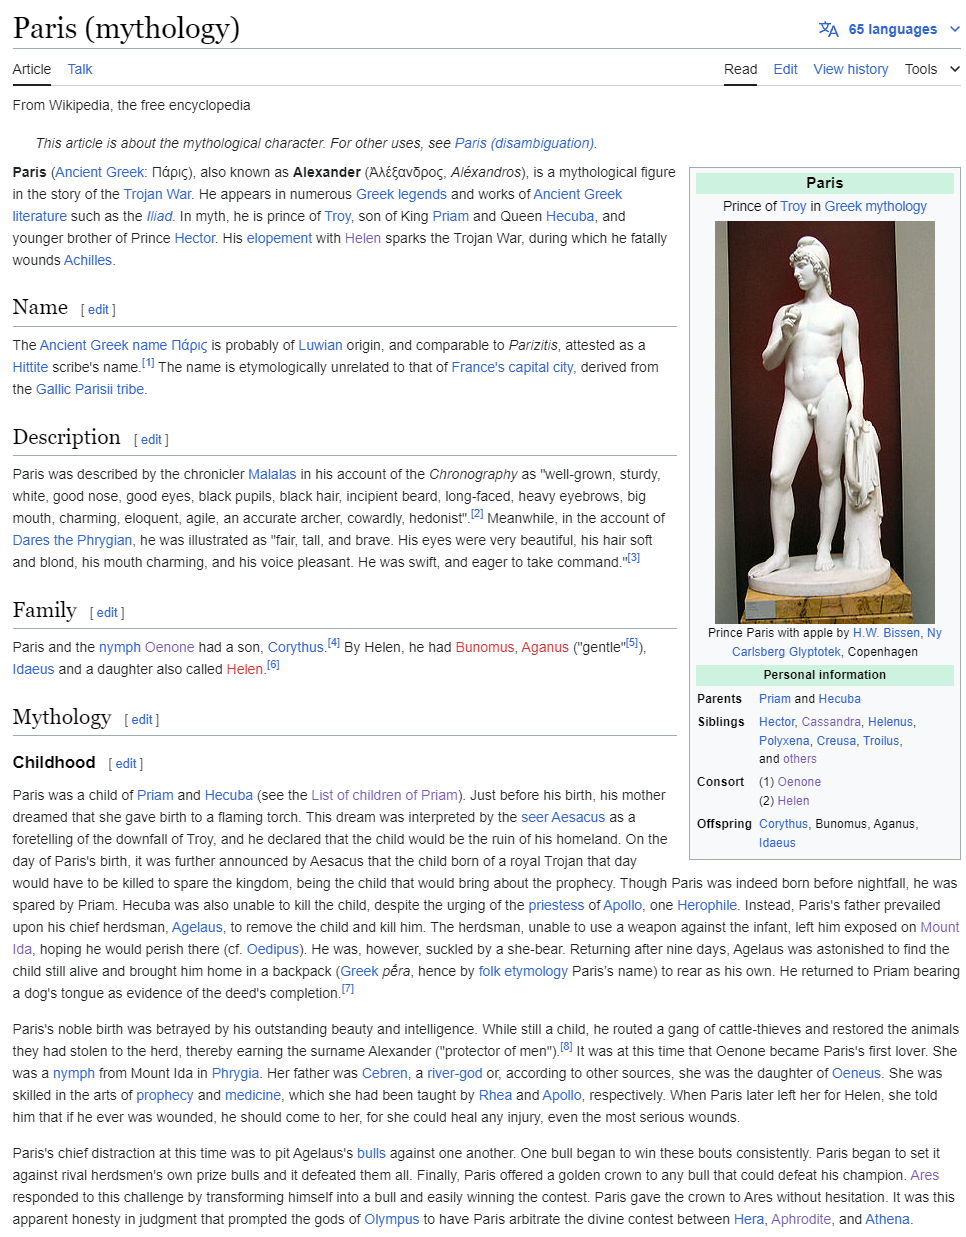 Paris (mythology)
65 languages
Article Talk Read Edit View history Tools
From Wikipedia, the free encyclopedia
This article is about the mythological character. For other uses, see Paris (disambiguation).
Paris (Ancient Greek: Πάρις), also known as Alexander (Ἀλέξανδρος, Aléxandros), is a mythological figure
in the story of the Trojan War. He appears in numerous Greek legends and works of Ancient Greek
literature such as the Iliad. In myth, he is prince of Troy, son of King Priam and Queen Hecuba, and
younger brother of Prince Hector. His elopement with Helen sparks the Trojan War, during which he fatally
wounds Achilles.
Name [ edit ]
The Ancient Greek name Πάρις is probably of Luwian origin, and comparable to Parizitis, attested as a
Hittite scribe's name.[1] The name is etymologically unrelated to that of France's capital city, derived from
the Gallic Parisii tribe.
Description [ edit ]
Paris was described by the chronicler Malalas in his account of the Chronography as "well-grown, sturdy,
white, good nose, good eyes, black pupils, black hair, incipient beard, long-faced, heavy eyebrows, big
mouth, charming, eloquent, agile, an accurate archer, cowardly, hedonist".[2] Meanwhile, in the account of
Dares the Phrygian, he was illustrated as "fair, tall, and brave. His eyes were very beautiful, his hair soft
and blond, his mouth charming, and his voice pleasant. He was swift, and eager to take command."[3]
Family [ edit ]
Paris and the nymph Oenone had a son, Corythus.[4] By Helen, he had Bunomus, Aganus ("gentle"[5]),
Idaeus and a daughter also called Helen.[6]
Paris
Prince of Troy in Greek mythology
Prince Paris with apple by H.W. Bissen, Ny
Carlsberg Glyptotek, Copenhagen
Personal information
Parents Priam and Hecuba
Siblings Hector, Cassandra, Helenus,
Polyxena, Creusa, Troilus,
and others
Consort (1) Oenone
(2) Helen
Offspring Corythus, Bunomus, Aganus,
Idaeus
Mythology [ edit ]
Childhood [ edit ]
Paris was a child of Priam and Hecuba (see the List of children of Priam). Just before his birth, his mother
dreamed that she gave birth to a flaming torch. This dream was interpreted by the seer Aesacus as a
foretelling of the downfall of Troy, and he declared that the child would be the ruin of his homeland. On the
day of Paris's birth, it was further announced by Aesacus that the child born of a royal Trojan that day
would have to be killed to spare the kingdom, being the child that would bring about the prophecy. Though Paris was indeed born before nightfall, he was
spared by Priam. Hecuba was also unable to kill the child, despite the urging of the priestess of Apollo, one Herophile. Instead, Paris's father prevailed
upon his chief herdsman, Agelaus, to remove the child and kill him. The herdsman, unable to use a weapon against the infant, left him exposed on Mount
Ida, hoping he would perish there (cf. Oedipus). He was, however, suckled by a she-bear. Returning after nine days, Agelaus was astonished to find the
child still alive and brought him home in a backpack (Greek pḗra, hence by folk etymology Paris's name) to rear as his own. He returned to Priam bearing
a dog's tongue as evidence of the deed's completion.[7]
Paris's noble birth was betrayed by his outstanding beauty and intelligence. While still a child, he routed a gang of cattle-thieves and restored the animals
they had stolen to the herd, thereby earning the surname Alexander ("protector of men").[8] It was at this time that Oenone became Paris's first lover. She
was a nymph from Mount Ida in Phrygia. Her father was Cebren, a river-god or, according to other sources, she was the daughter of Oeneus. She was
skilled in the arts of prophecy and medicine, which she had been taught by Rhea and Apollo, respectively. When Paris later left her for Helen, she told
him that if he ever was wounded, he should come to her, for she could heal any injury, even the most serious wounds.
Paris's chief distraction at this time was to pit Agelaus's bulls against one another. One bull began to win these bouts consistently. Paris began to set it
against rival herdsmen's own prize bulls and it defeated them all. Finally, Paris offered a golden crown to any bull that could defeat his champion. Ares
responded to this challenge by transforming himself into a bull and easily winning the contest. Paris gave the crown to Ares without hesitation. It was this
apparent honesty in judgment that prompted the gods of Olympus to have Paris arbitrate the divine contest between Hera, Aphrodite, and Athena.